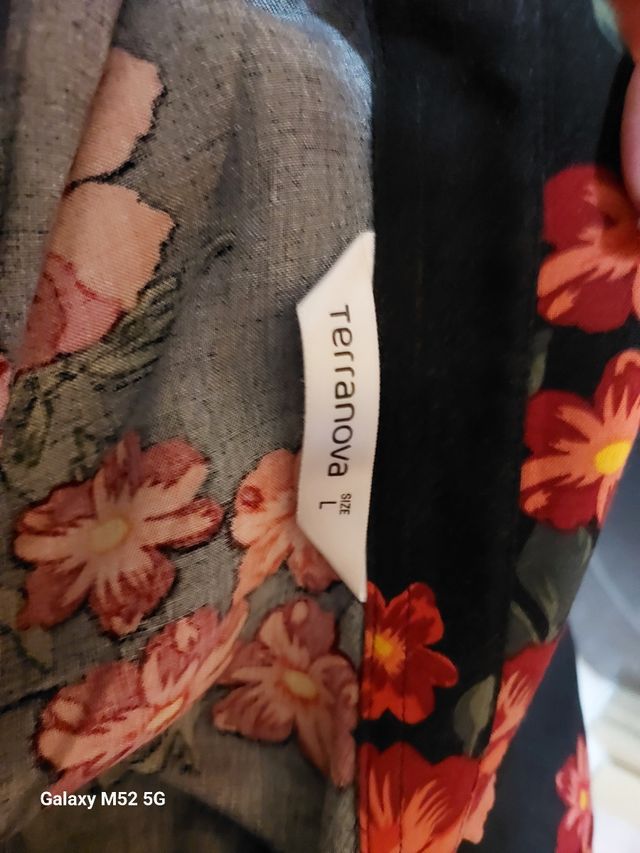 Terranova
SIZE
L
Galaxy M52 5G